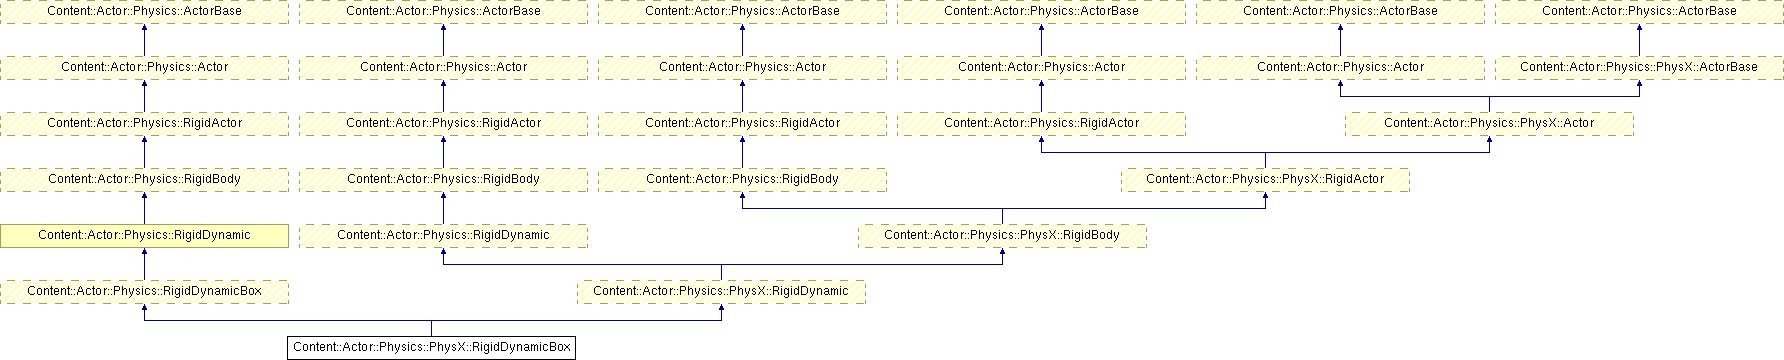 Content::Actor::Physics::ActorBase
Content::Actor::Physics::ActorBase
Content::Actor::Physics::ActorBase
Content::Actor::Physics::ActorBase
Content::Actor::Physics::ActorBase
Content::Actor::Physics::ActorBase
Content::Actor::Physics::Actor
Content::Actor::Physics::Actor
Content::Actor::Physics::Actor
Content::Actor::Physics::Actor
Content::Actor::Physics::Actor
Content::Actor::Physics::PhysX::ActorBase
Content::Actor::Physics::RigidActor
Content::Actor::Physics::RigidActor
Content::Actor::Physics::RigidActor
Content::Actor::Physics::RigidActor
Content::Actor::Physics::PhysX::Actor
Content::Actor::Physics::RigidBody
Content::Actor::Physics::RigidBody
Content::Actor::Physics::RigidBody
Content::Actor::Physics::PhysX::RigidActor
Content::Actor::Physics::RigidDynamic
Content::Actor::Physics::RigidDynamic
Content::Actor::Physics::PhysX::RigidBody
Content::Actor::Physics::RigidDynamicBox
Content::Actor::Physics::PhysX::RigidDynamic
Content::Actor::Physics::PhysX::RigidDynamicBox